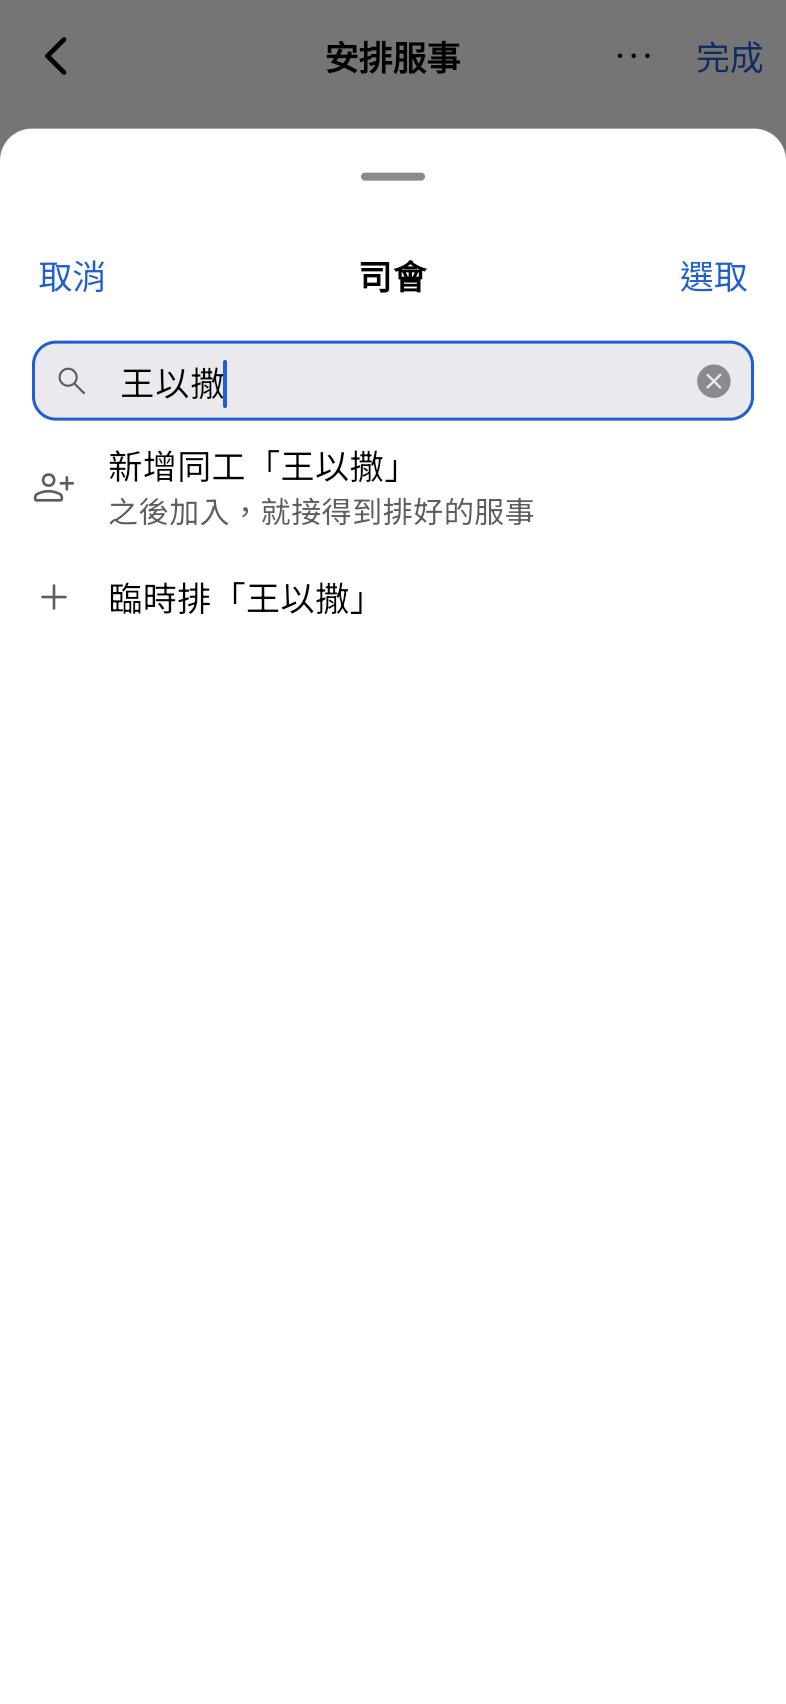 安排服事
完成
取消
司會
選取
王以撒
新增同工「王以撒」
之後加入，就接得到排好的服事
臨時排「王以撒」